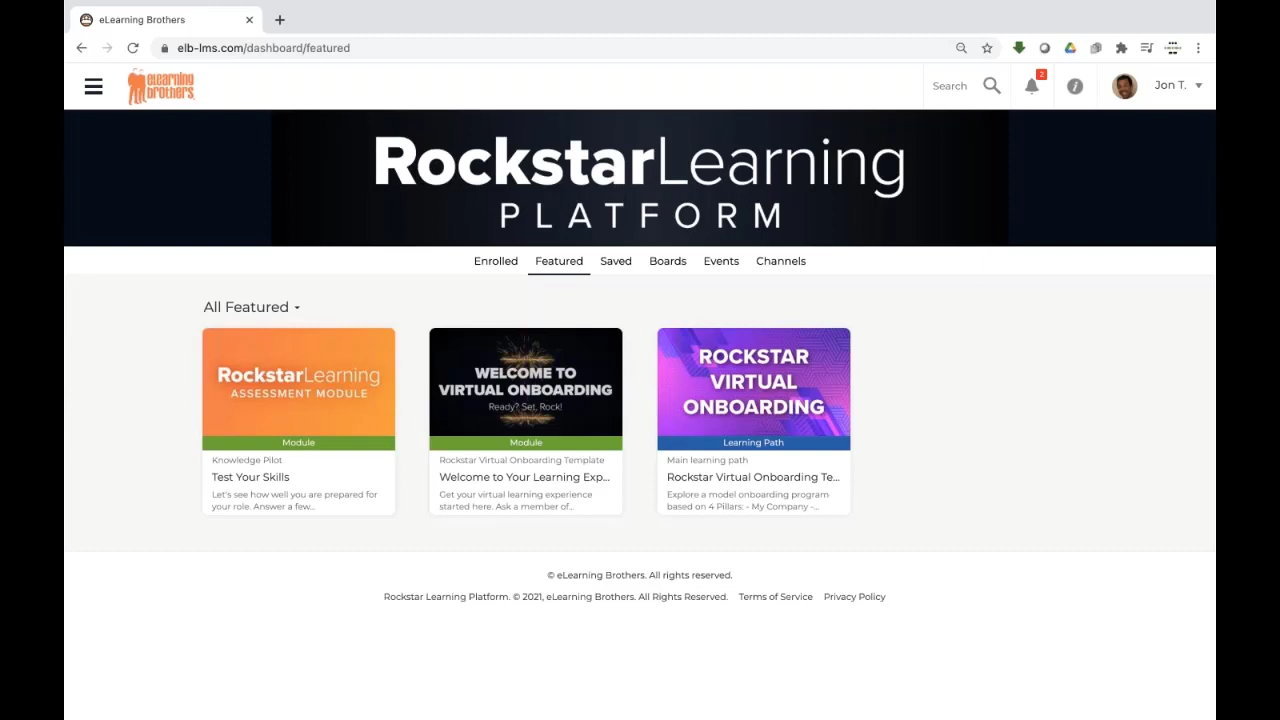 eLearning Brothers
elb-lms.com/dashboard/featured
eLearning
brothers
Search
2
Jon T.
RockstarLearning
PLATFORM
Enrolled Featured Saved Boards Events Channels
All Featured
RockstarLearning
ASSESSMENT MODULE
Module
Knowledge Pilot
Test Your Skills
Let's see how well you are prepared for
your role. Answer a few...
WELCOME TO
VIRTUAL ONBOARDING
Ready? Set, Rock!
Module
Rockstar Virtual Onboarding Template
Welcome to Your Learning Exp...
Get your virtual learning experience
started here. Ask a member of...
ROCKSTAR
VIRTUAL
ONBOARDING
Learning Path
Main learning path
Rockstar Virtual Onboarding Te...
Explore a model onboarding program
based on 4 Pillars: - My Company -...
© eLearning Brothers. All rights reserved.
Rockstar Learning Platform. © 2021, eLearning Brothers. All Rights Reserved. Terms of Service Privacy Policy